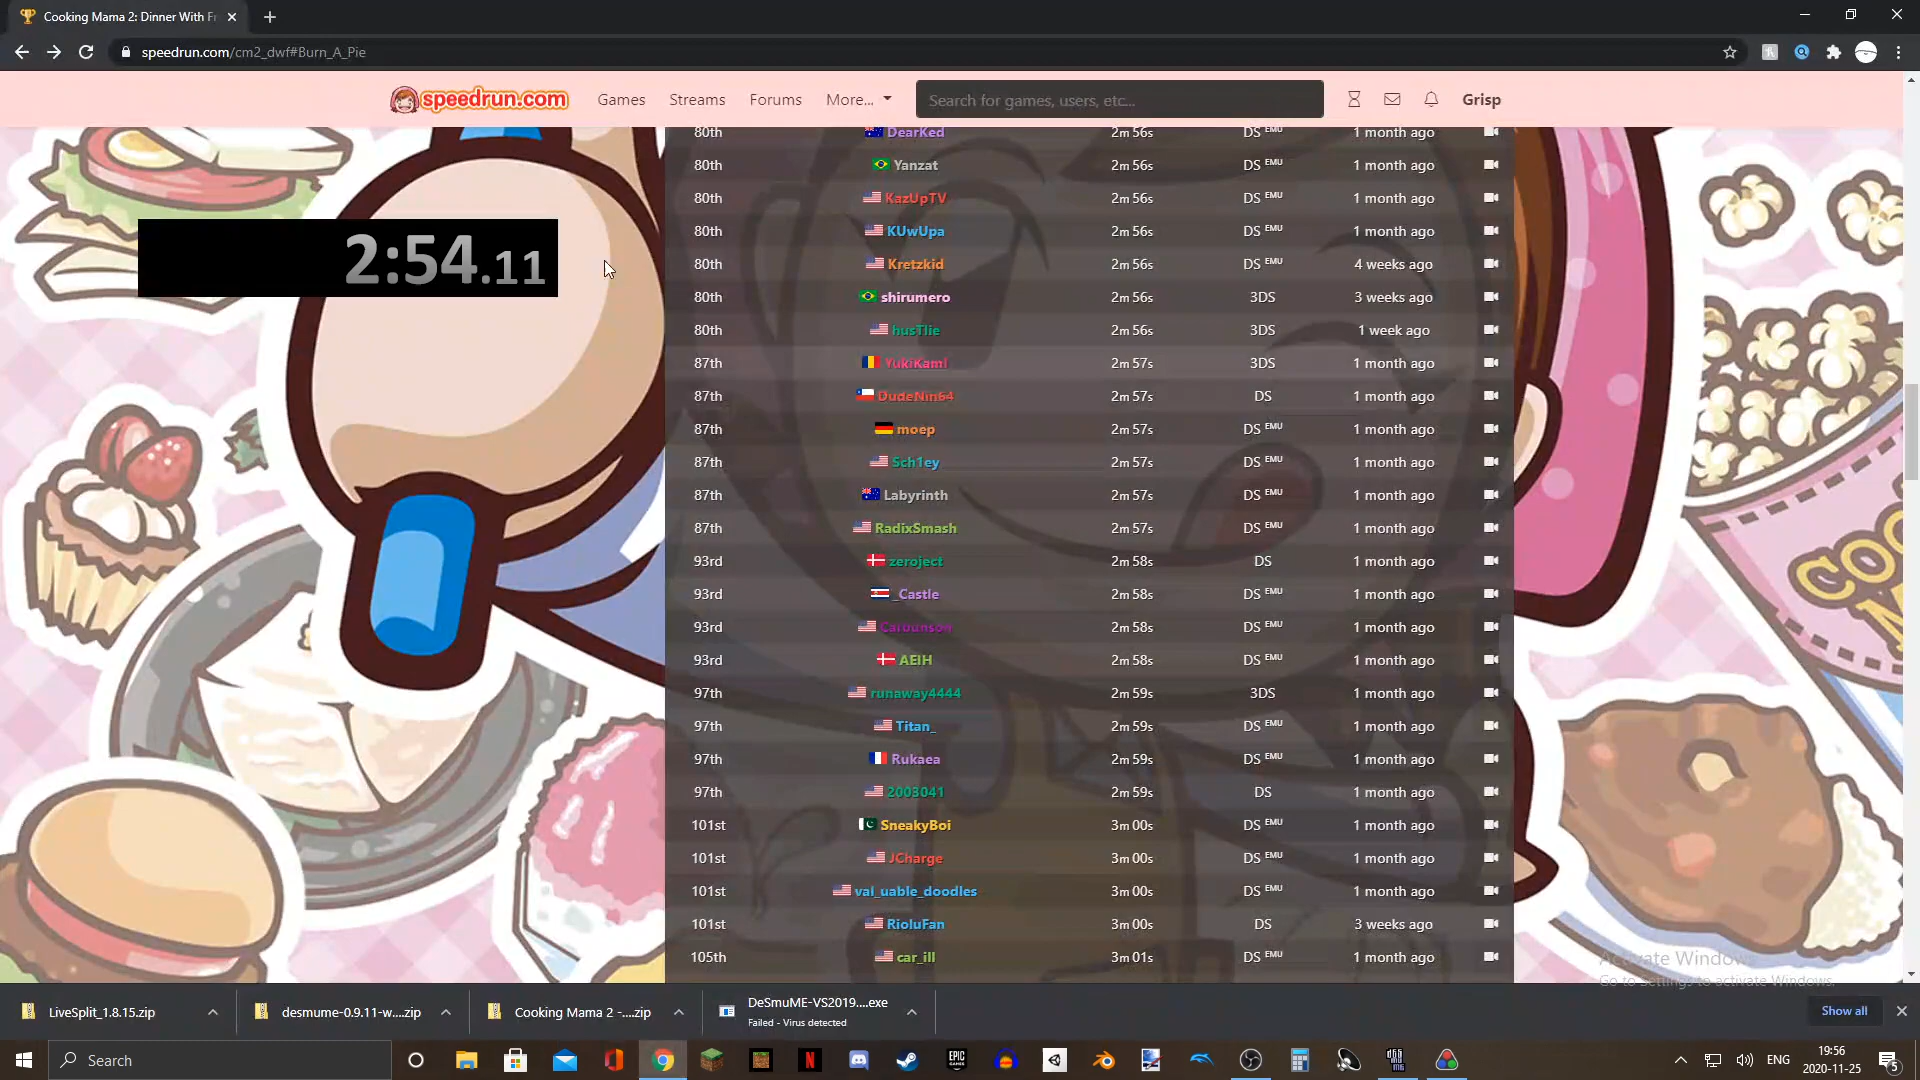 Cooking Mama 2: Dinner With Fr
speedrun.com/cm2_dwf#Burn_A_Pie
speedrun.com Games Streams Forums More... Search for games, users, etc... Grisp
80th DearKed 2m 56s DS EMU 1 month ago
80th Yanzat 2m 56s DS EMU 1 month ago
80th KazUpTV 2m 56s DS EMU 1 month ago
80th KUwUpa 2m 56s DS EMU 1 month ago
2:54.11
80th Kretzkid 2m 56s DS EMU 4 weeks ago
80th shirumero 2m 56s 3DS 3 weeks ago
80th husTlie 2m 56s 3DS 1 week ago
87th YukiKamI 2m 57s 3DS 1 month ago
87th DudeNin64 2m 57s DS 1 month ago
87th moep 2m 57s DS EMU 1 month ago
87th Sch1ey 2m 57s DS EMU 1 month ago
87th Labyrinth 2m 57s DS EMU 1 month ago
87th RadixSmash 2m 57s DS EMU 1 month ago
93rd zeroject 2m 58s DS 1 month ago
93rd _Castle 2m 58s DS EMU 1 month ago
93rd Carbunson 2m 58s DS EMU 1 month ago
93rd AEIH 2m 58s DS EMU 1 month ago
97th runaway4444 2m 59s 3DS 1 month ago
97th Titan_ 2m 59s DS EMU 1 month ago
97th Rukaea 2m 59s DS EMU 1 month ago
97th 2003041 2m 59s DS 1 month ago
101st SneakyBoi 3m 00s DS EMU 1 month ago
101st JCharge 3m 00s DS EMU 1 month ago
101st val_uable_doodles 3m 00s DS EMU 1 month ago
101st RioluFan 3m 00s DS 3 weeks ago
105th car_ill 3m 01s DS EMU 1 month ago
Activate Windows
Go to Settings to activate Windows.
LiveSplit_1.8.15.zip
desmume-0.9.11-w....zip
Cooking Mama 2 -....zip
DeSmuME-VS2019....exe
Failed - Virus detected
Show all
Search
ENG
19:56
2020-11-25
5